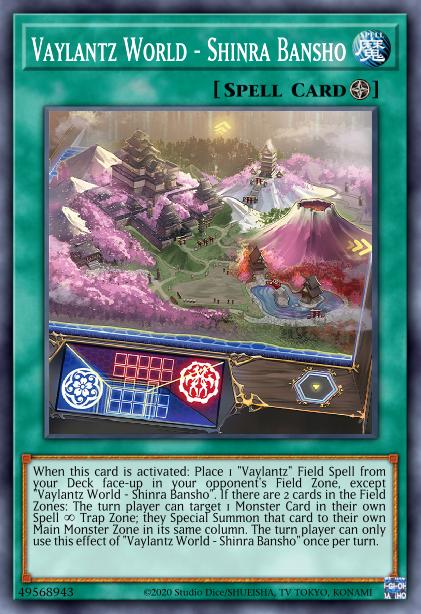 Vaylantz World - Shinra Bansho
SPELL
魔
[Spell Card]
When this card is activated: Place 1 "Vaylantz" Field Spell from
your Deck face-up in your opponent's Field Zone, except
"Vaylantz World - Shinra Bansho". If there are 2 cards in the Field
Zones: The turn player can target 1 Monster Card in their own
Spell ∞ Trap Zone; they Special Summon that card to their own
Main Monster Zone in its same column. The turn player can only
use this effect of "Vaylantz World - Shinra Bansho" once per turn.
49568943
©2020 Studio Dice/SHUEISHA, TV TOKYO, KONAMI